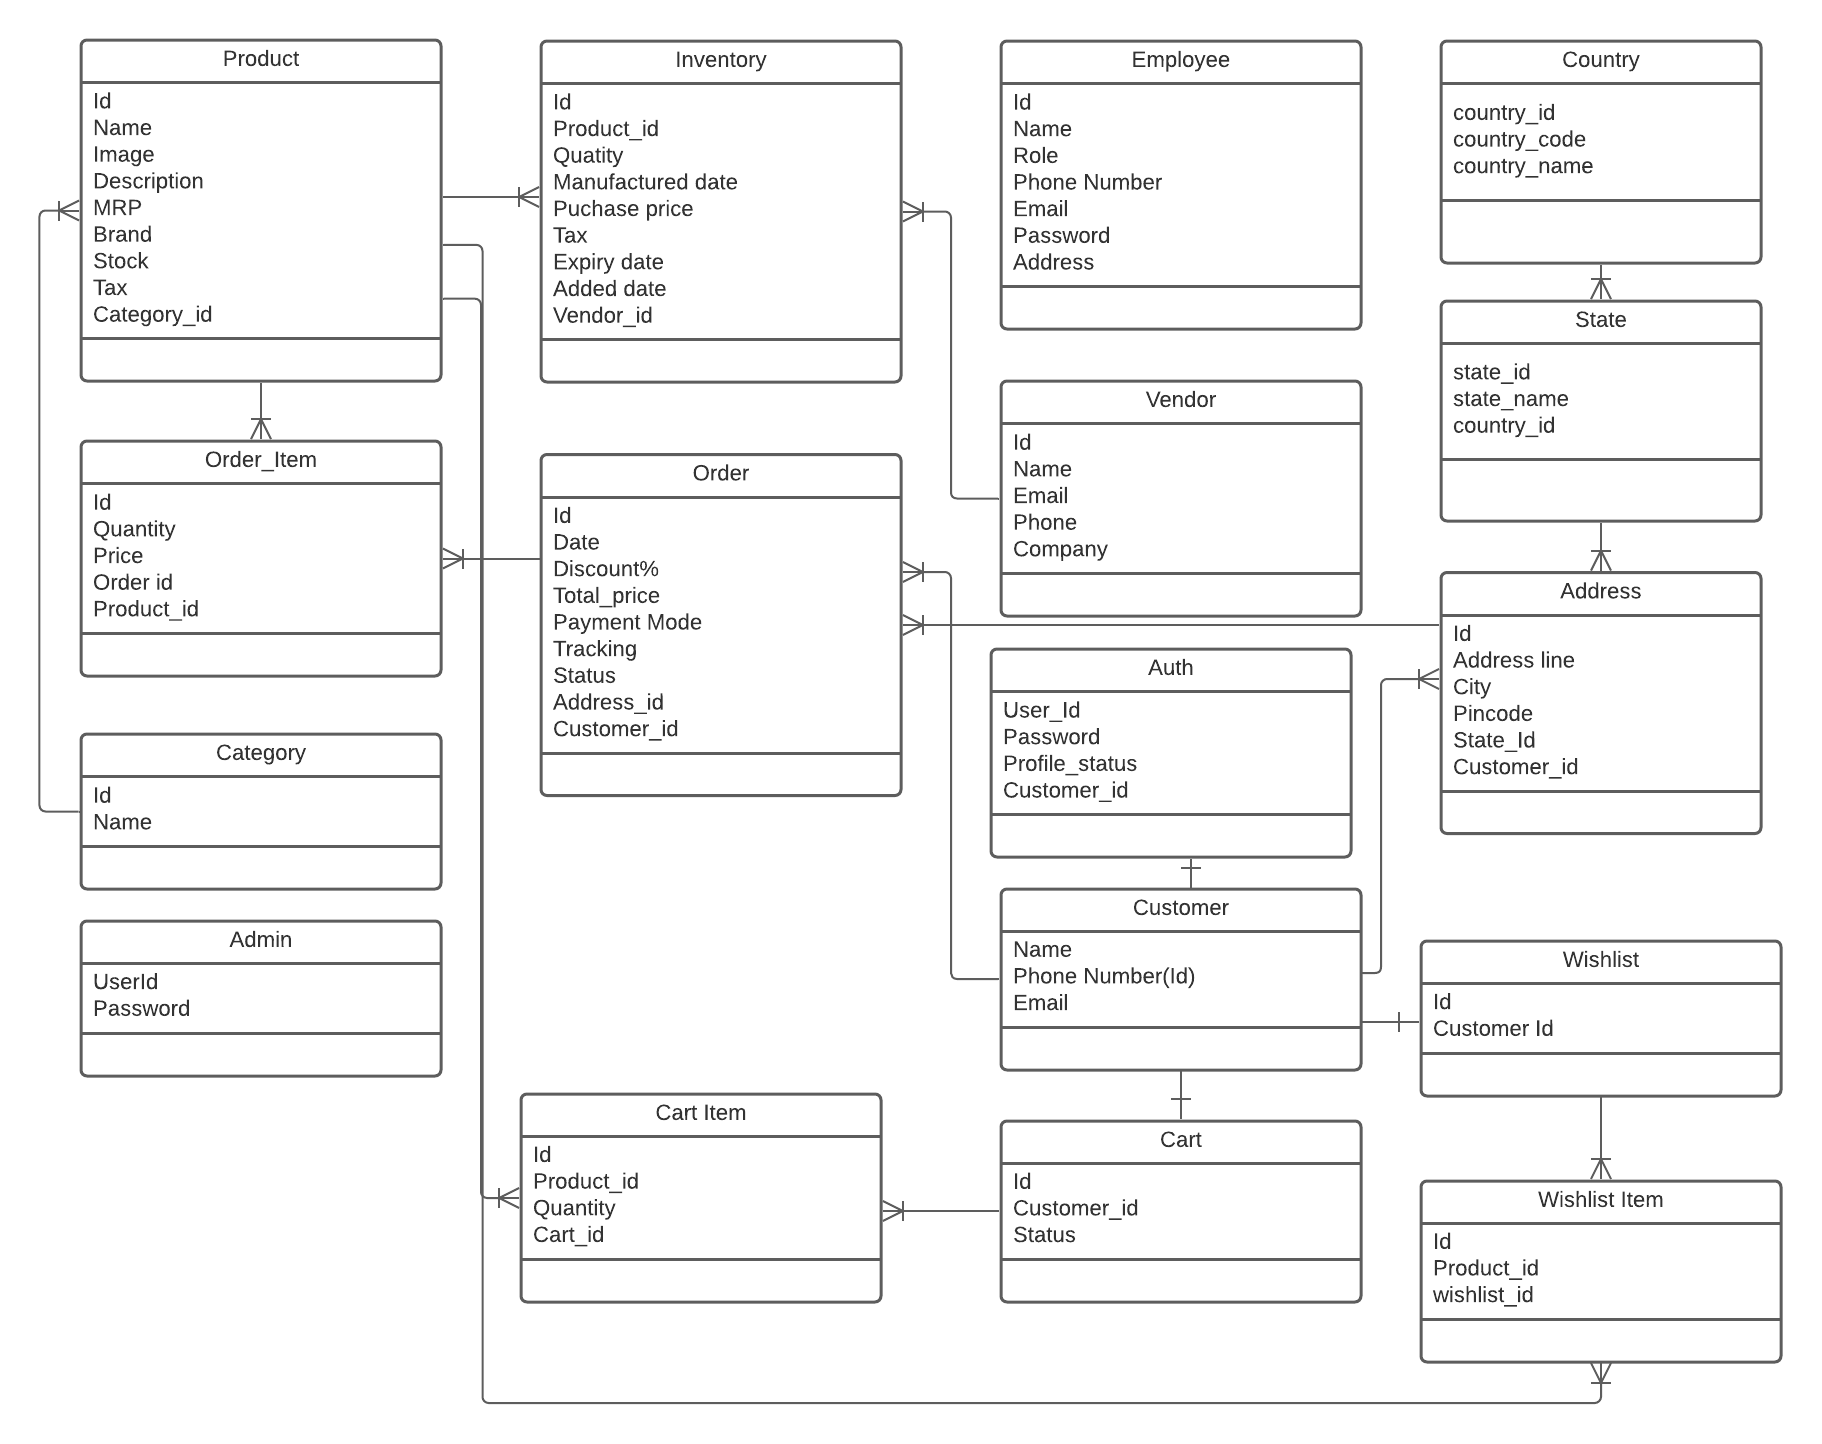 Product
Id
Name
Image
Description
MRP
Brand
Stock
Tax
Category_id
Inventory
Id
Product_id
Quatity
Manufactured date
Puchase price
Tax
Expiry date
Added date
Vendor_id
Employee
Id
Name
Role
Phone Number
Email
Password
Address
Country
country_id
country_code
country_name
State
state_id
state_name
country_id
Vendor
Id
Name
Email
Phone
Company
Order_Item
Id
Quantity
Price
Order id
Product_id
Order
Id
Date
Discount%
Total_price
Payment Mode
Tracking
Status
Address_id
Customer_id
Address
Id
Address line
City
Pincode
State_Id
Customer_id
Auth
User_Id
Password
Profile_status
Customer_id
Category
Id
Name
Customer
Name
Phone Number(Id)
Email
Admin
UserId
Password
Wishlist
Id
Customer Id
Cart Item
Id
Product_id
Quantity
Cart_id
Cart
Id
Customer_id
Status
Wishlist Item
Id
Product_id
wishlist_id